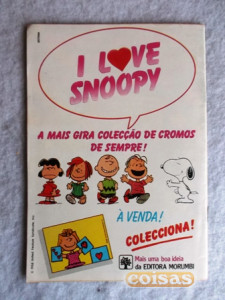 I LOVE
SNOOPY
A MAIS GIRA COLECÇÃO DE CROMOS
DE SEMPRE!
À VENDA!
COLECCIONA!
Mais uma boa ideia
da EDITORA MORUMBI
coisas